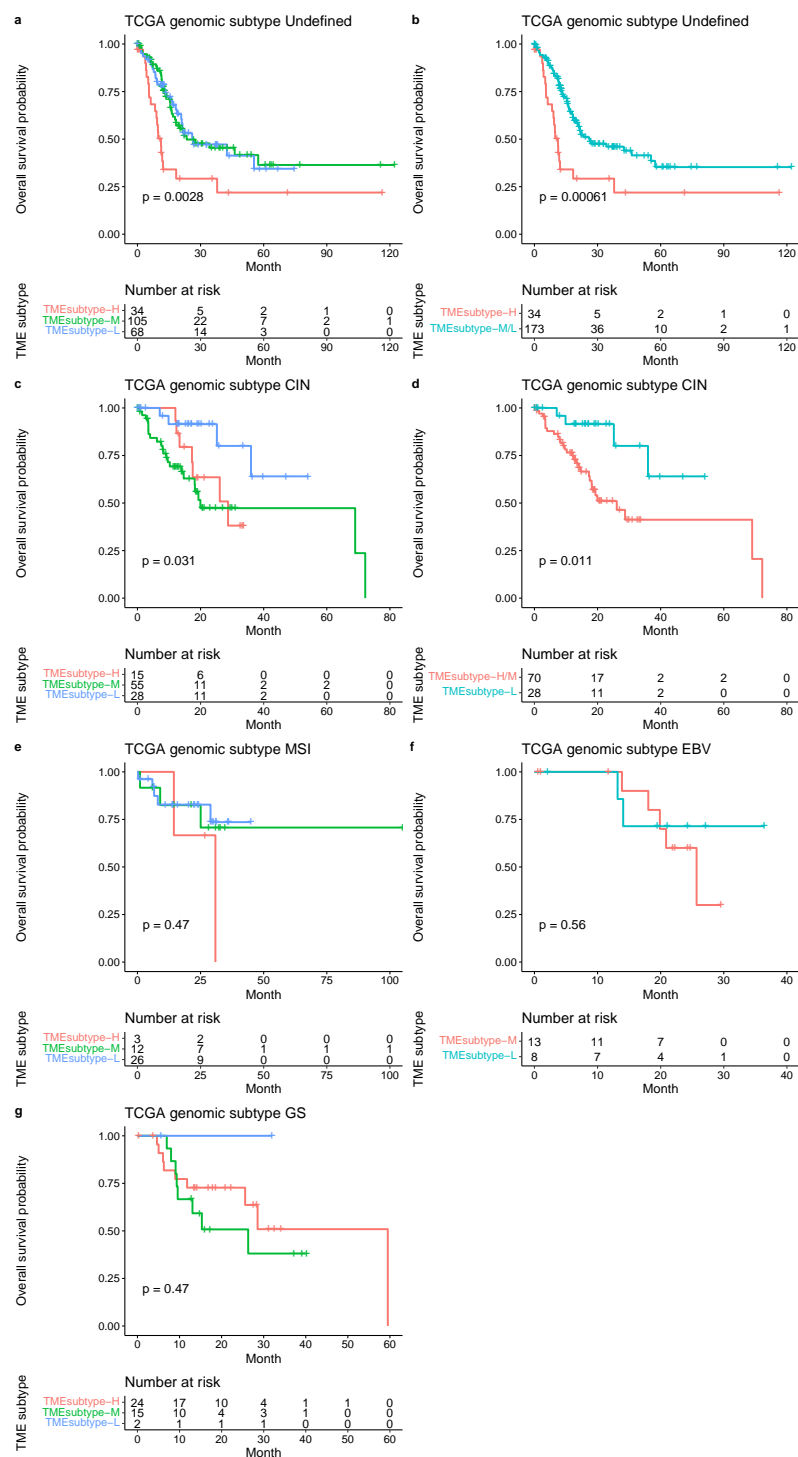 a
TCGA genomic subtype Undefined
Overall survival probability
1.00
0.75
0.50
0.25
0.00
p = 0.0028
0 30 60 90 120
Month
Number at risk
TME subtype
TMEsubtype−H 34 5 2 1 0
TMEsubtype−M 105 22 7 2 1
TMEsubtype−L 68 14 3 0 0
0 30 60 90 120
Month
b
TCGA genomic subtype Undefined
Overall survival probability
1.00
0.75
0.50
0.25
0.00
p = 0.00061
0 30 60 90 120
Month
Number at risk
TME subtype
TMEsubtype−H 34 5 2 1 0
TMEsubtype−M/L 173 36 10 2 1
0 30 60 90 120
Month
c
TCGA genomic subtype CIN
Overall survival probability
1.00
0.75
0.50
0.25
0.00
p = 0.031
0 20 40 60 80
Month
Number at risk
TME subtype
TMEsubtype−H 15 6 0 0 0
TMEsubtype−M 55 11 2 2 0
TMEsubtype−L 28 11 2 0 0
0 20 40 60 80
Month
d
TCGA genomic subtype CIN
Overall survival probability
1.00
0.75
0.50
0.25
0.00
p = 0.011
0 20 40 60 80
Month
Number at risk
TME subtype
TMEsubtype−H/M 70 17 2 2 0
TMEsubtype−L 28 11 2 0 0
0 20 40 60 80
Month
e
TCGA genomic subtype MSI
Overall survival probability
1.00
0.75
0.50
0.25
0.00
p = 0.47
0 25 50 75 100
Month
Number at risk
TME subtype
TMEsubtype−H 3 2 0 0 0
TMEsubtype−M 12 7 1 1 1
TMEsubtype−L 26 9 0 0 0
0 25 50 75 100
Month
f
TCGA genomic subtype EBV
Overall survival probability
1.00
0.75
0.50
0.25
0.00
p = 0.56
0 10 20 30 40
Month
Number at risk
TME subtype
TMEsubtype−M 13 11 7 0 0
TMEsubtype−L 8 7 4 1 0
0 10 20 30 40
Month
g
TCGA genomic subtype GS
Overall survival probability
1.00
0.75
0.50
0.25
0.00
p = 0.47
0 10 20 30 40 50 60
Month
Number at risk
TME subtype
TMEsubtype−H 24 17 10 4 1 1 0
TMEsubtype−M 15 10 4 3 1 0 0
TMEsubtype−L 2 1 1 1 0 0 0
0 10 20 30 40 50 60
Month